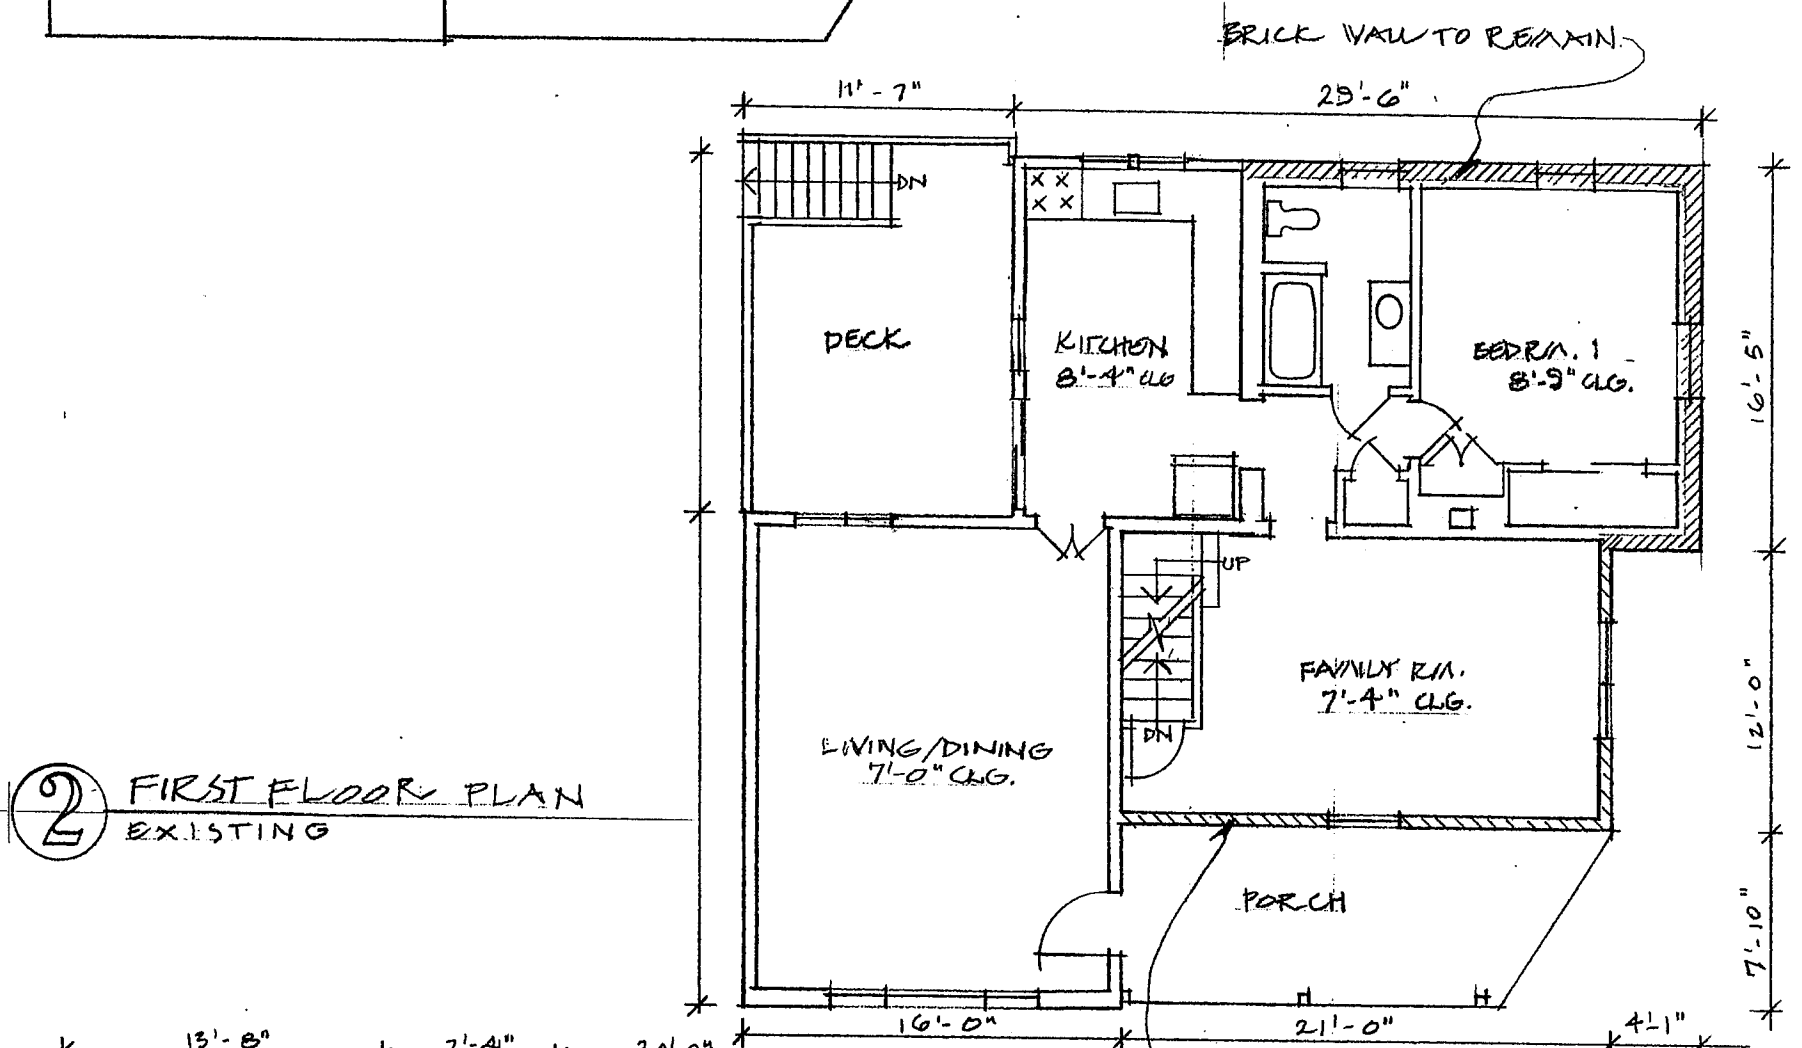 BRICK WALL TO REMAIN
11'-7"
29'-6"
DN
DECK
KITCHEN
8'-4" CLG
BEDRM. 1
8'-9" CLG.
16'-5"
UP
FAMILY RM.
7'-4" CLG.
12'-0"
DN
LIVING/DINING
7'-0" CLG.
2
FIRST FLOOR PLAN
EXISTING
PORCH
7'-10"
16'-0"
21'-0"
4'-1"
13'-8"